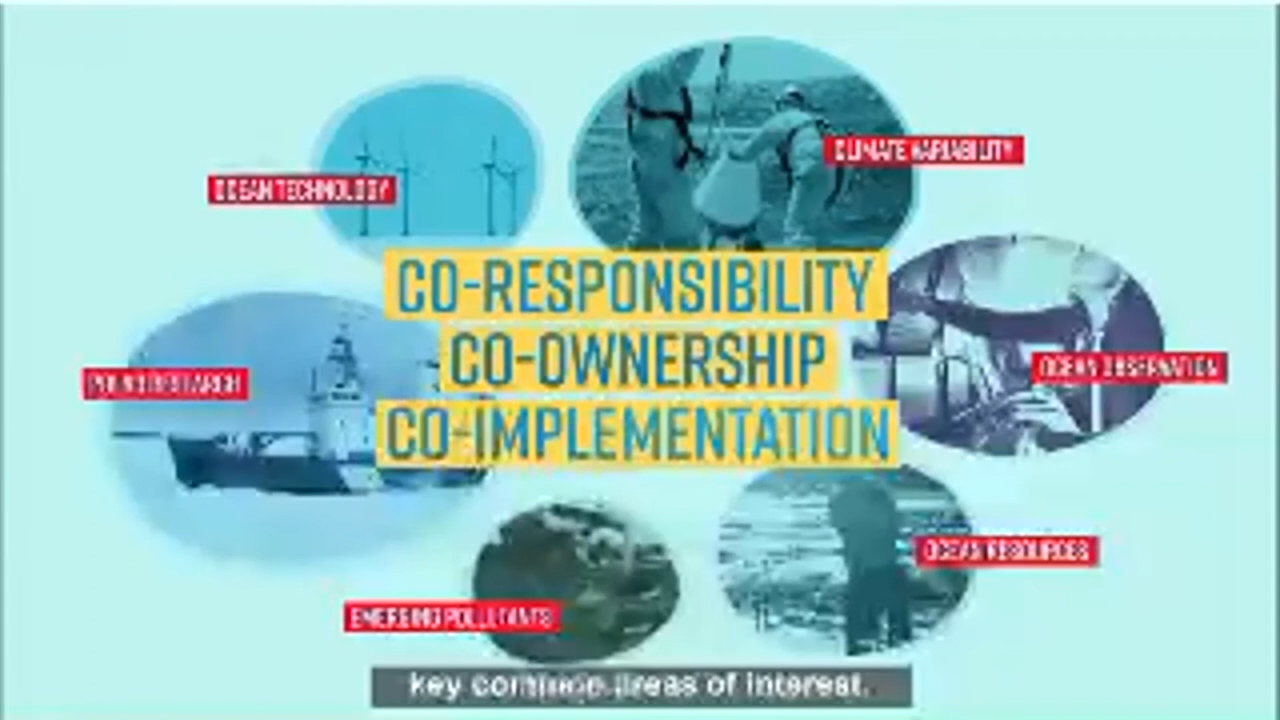 CLIMATE VARIABILITY
OCEAN TECHNOLOGY
CO-RESPONSIBILITY
CO-OWNERSHIP
CO-IMPLEMENTATION
OCEAN OBSERVATION
OCEAN RESOURCES
EMERGING POLLUTANTS
key common areas of interest.